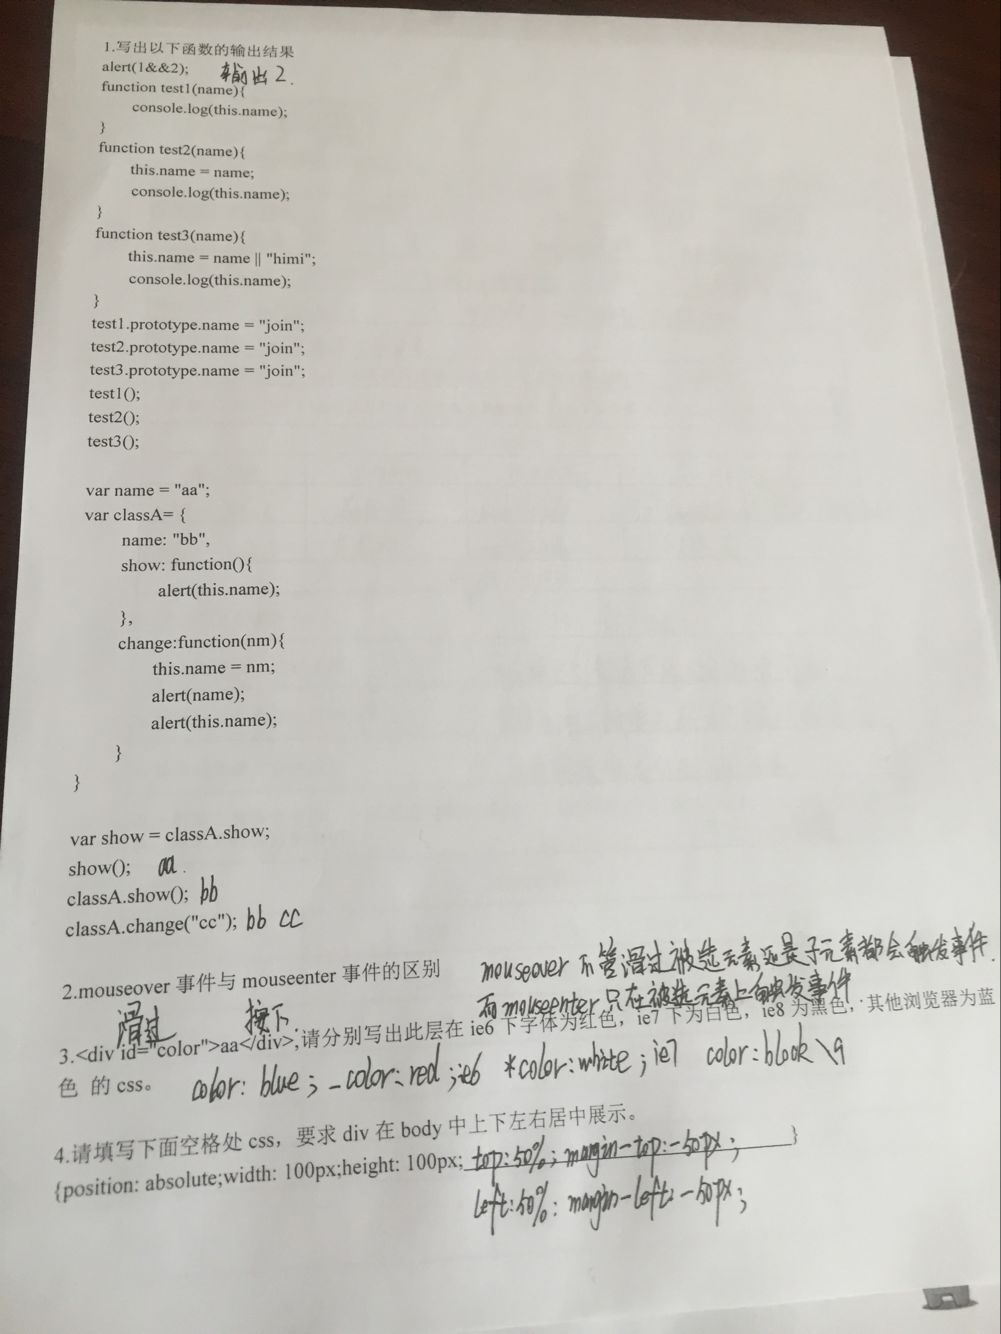 1.写出以下函数的输出结果
alert(1&&2); 输出2.
function test1(name){
console.log(this.name);
}
function test2(name){
this.name = name;
console.log(this.name);
}
function test3(name){
this.name = name || "himi";
console.log(this.name);
}
test1.prototype.name = "join";
test2.prototype.name = "join";
test3.prototype.name = "join";
test1();
test2();
test3();
var name = "aa";
var classA= {
name: "bb",
show: function(){
alert(this.name);
},
change:function(nm){
this.name = nm;
alert(name);
alert(this.name);
}
}
var show = classA.show;
show(); aa.
classA.show(); bb
classA.change("cc"); bb cc
2.mouseover 事件与 mouseenter 事件的区别 mouseover 不管滑过被选元素还是子元素都会触发事件.
而mouseenter只在被选元素上触发事件
滑过 按下.
3.<div id="color">aa</div>,请分别写出此层在 ie6 下字体为红色，ie7 下为白色，ie8 为黑色，其他浏览器为蓝
色 的 css。 color: blue; _color: red; ie6 *color: white; ie7 color: block \9
4.请填写下面空格处 css，要求 div 在 body 中上下左右居中展示。
{position: absolute;width: 100px;height: 100px; top:50%; margin-top:-50px; }
left:50%: margin-left: -50px;